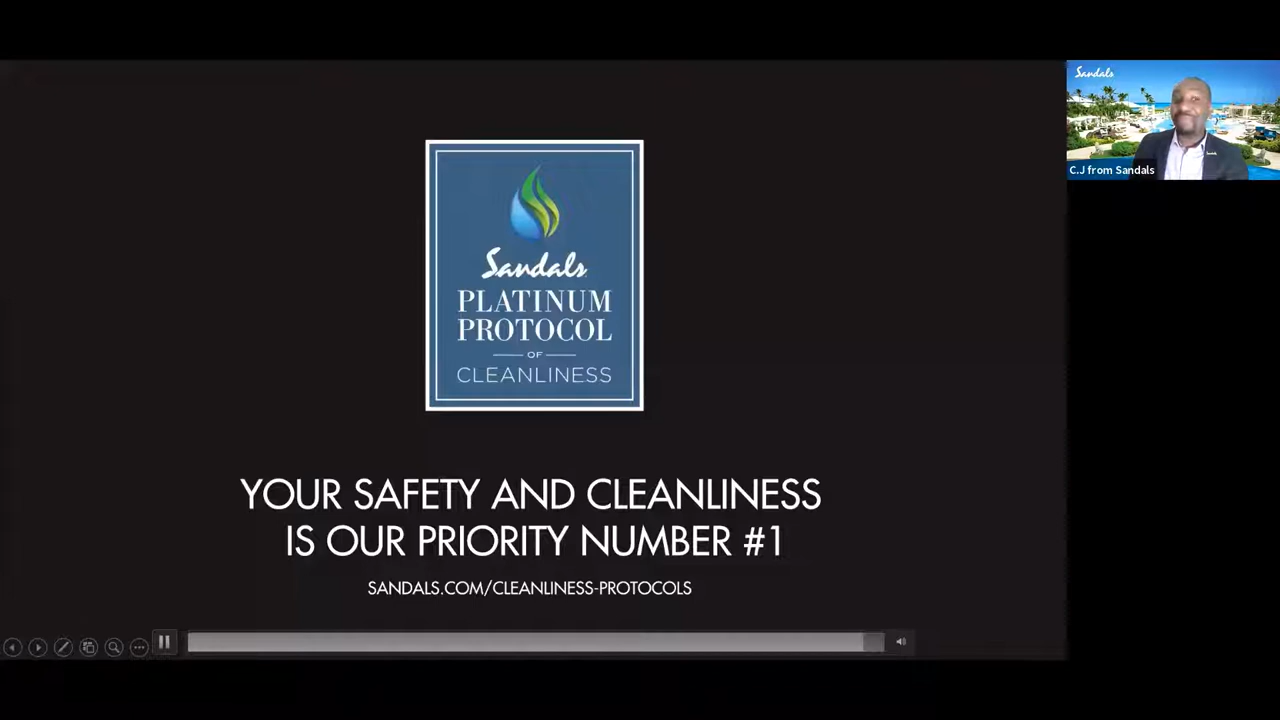 Sandals
PLATINUM
PROTOCOL
OF
CLEANLINESS
YOUR SAFETY AND CLEANLINESS
IS OUR PRIORITY NUMBER #1
SANDALS.COM/CLEANLINESS-PROTOCOLS
Sandals
C.J from Sandals